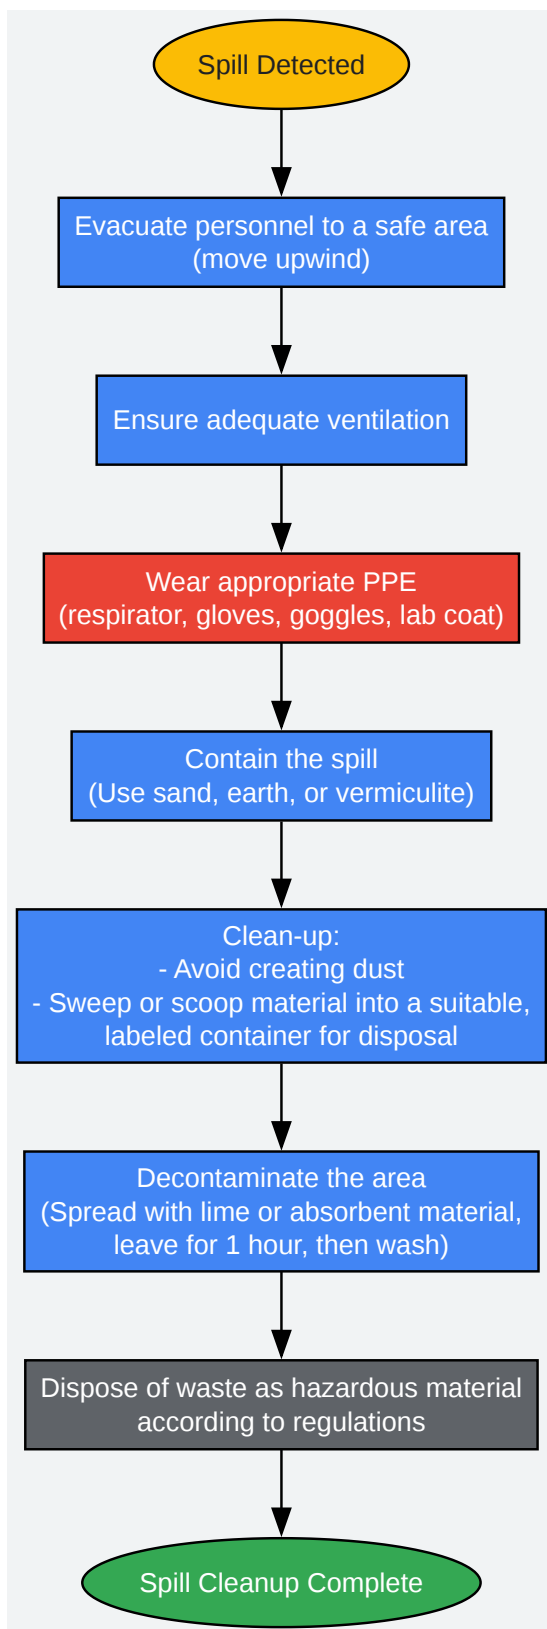 Spill Detected
Evacuate personnel to a safe area
(move upwind)
Ensure adequate ventilation
Wear appropriate PPE
(respirator, gloves, goggles, lab coat)
Contain the spill
(Use sand, earth, or vermiculite)
Clean-up:
- Avoid creating dust
- Sweep or scoop material into a suitable,
labeled container for disposal
Decontaminate the area
(Spread with lime or absorbent material,
leave for 1 hour, then wash)
Dispose of waste as hazardous material
according to regulations
Spill Cleanup Complete